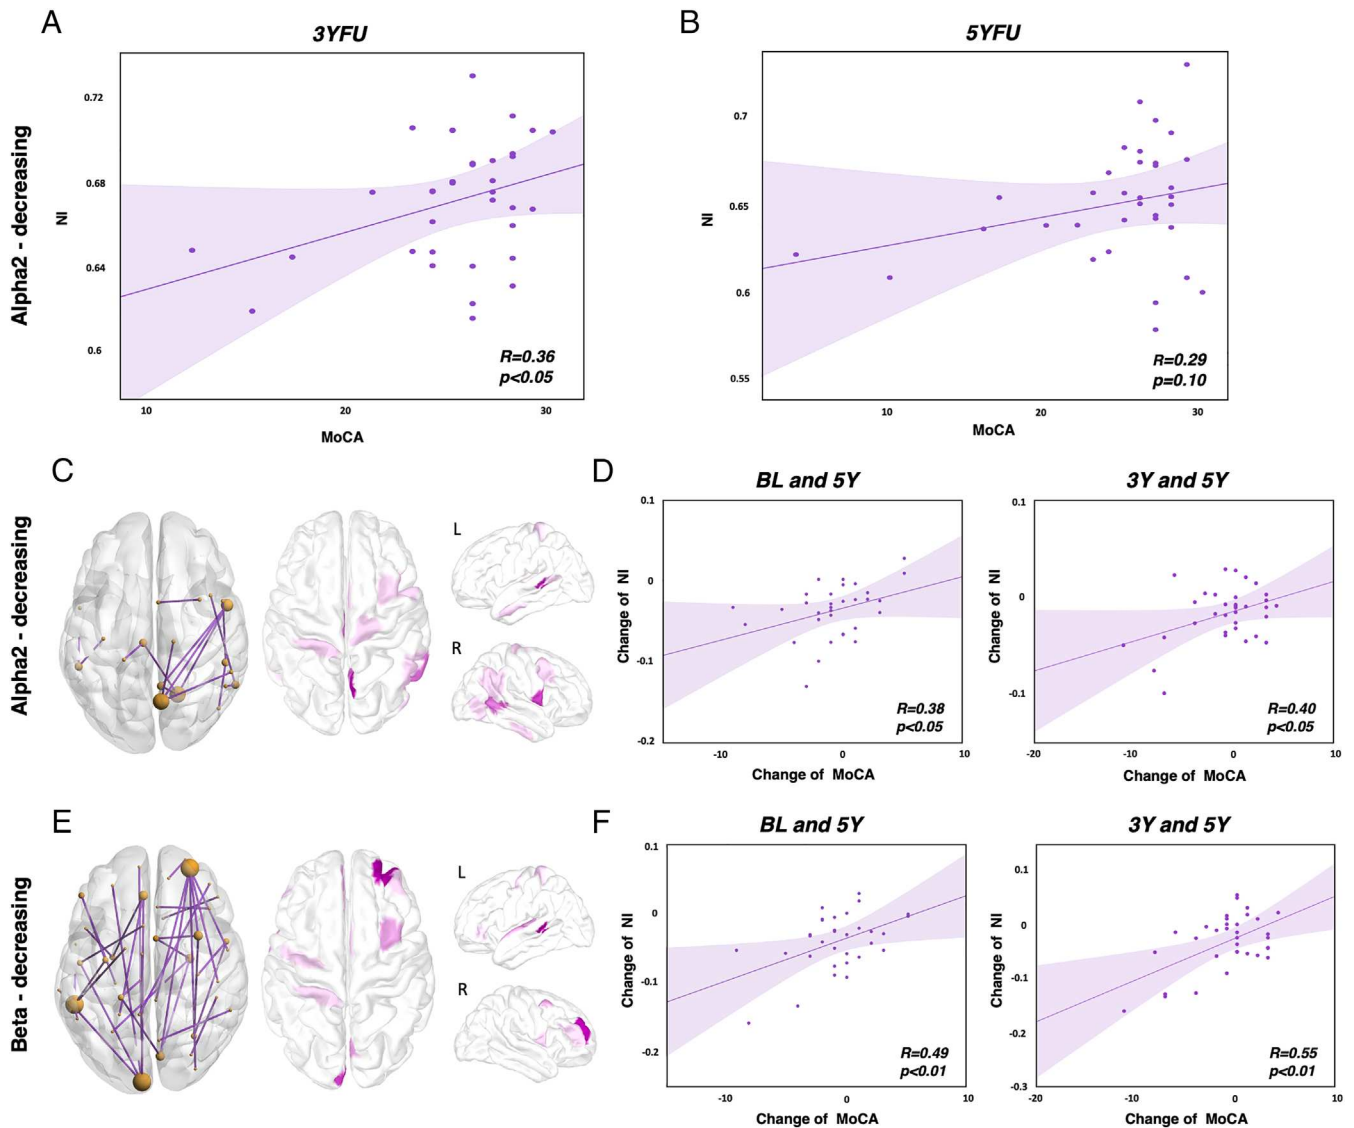 A
3YFU
Alpha2 - decreasing
NI
0.72
0.68
0.64
0.6
R=0.36
p<0.05
10
20
30
MoCA
B
5YFU
NI
0.7
0.65
0.6
0.55
R=0.29
p=0.10
10
20
30
MoCA
C
Alpha2 - decreasing
L
R
D
BL and 5Y
Change of NI
0.1
0
-0.1
-0.2
R=0.38
p<0.05
-10
0
10
Change of MoCA
3Y and 5Y
Change of NI
0.1
0
-0.1
R=0.40
p<0.05
-20
-10
0
10
Change of MoCA
E
Beta - decreasing
L
R
F
BL and 5Y
Change of NI
0.1
0
-0.1
-0.2
R=0.49
p<0.01
-10
0
10
Change of MoCA
3Y and 5Y
Change of NI
0.1
0
-0.1
-0.2
-0.3
R=0.55
p<0.01
-20
-10
0
10
Change of MoCA